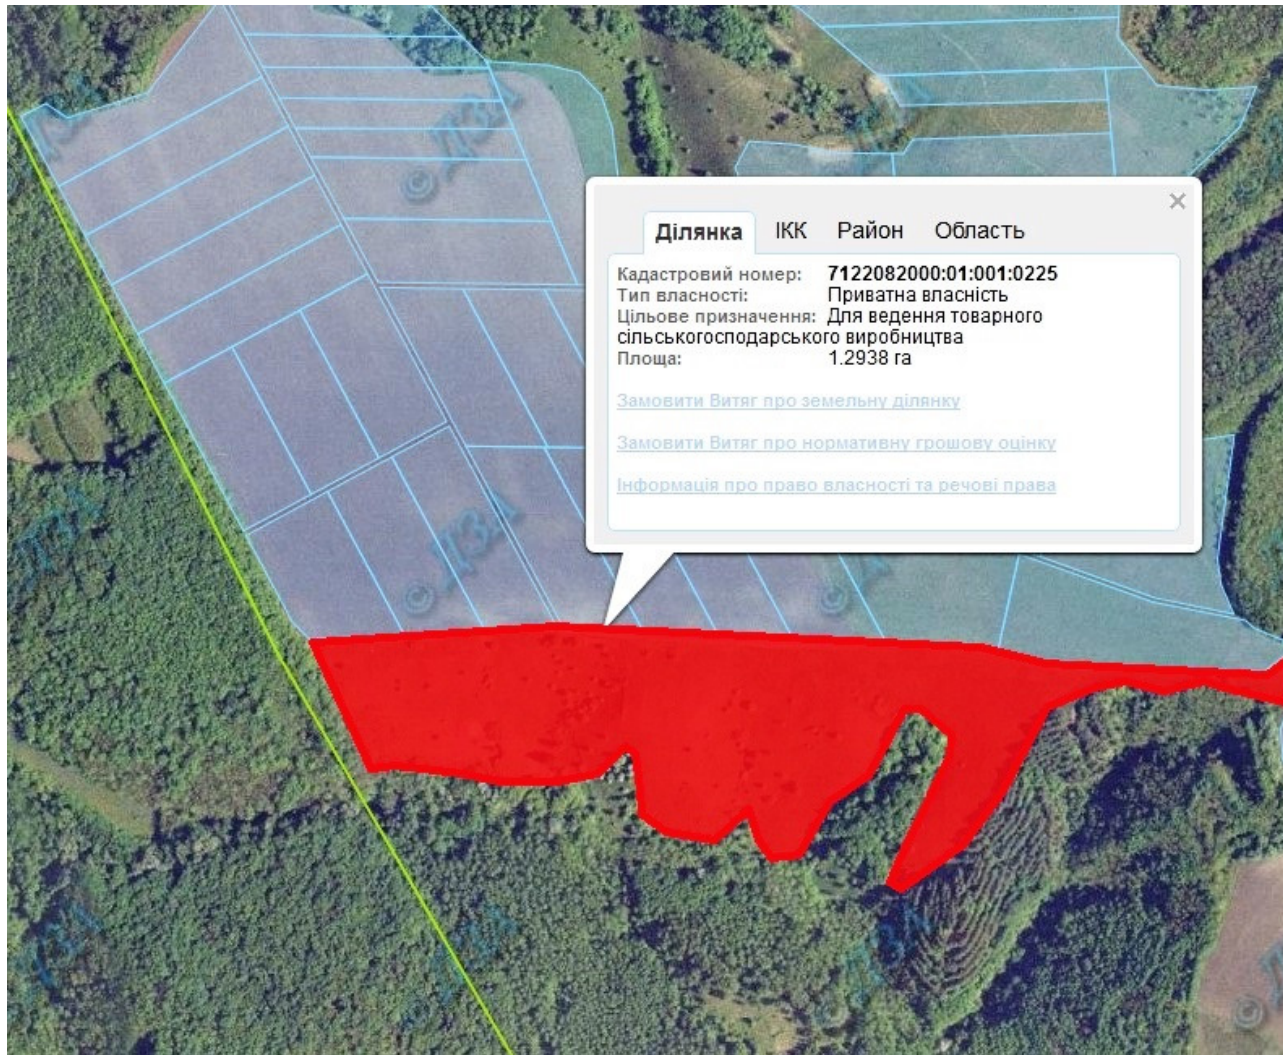 Ділянка ІКК Район Область
Кадастровий номер: 7122082000:01:001:0225
Тип власності: Приватна власність
Цільове призначення: Для ведення товарного
сільськогосподарського виробництва
Площа: 1.2938 га
Замовити Витяг про земельну ділянку
Замовити Витяг про нормативну грошову оцінку
Інформація про право власності та речові права
© ДЗА
© ДЗА